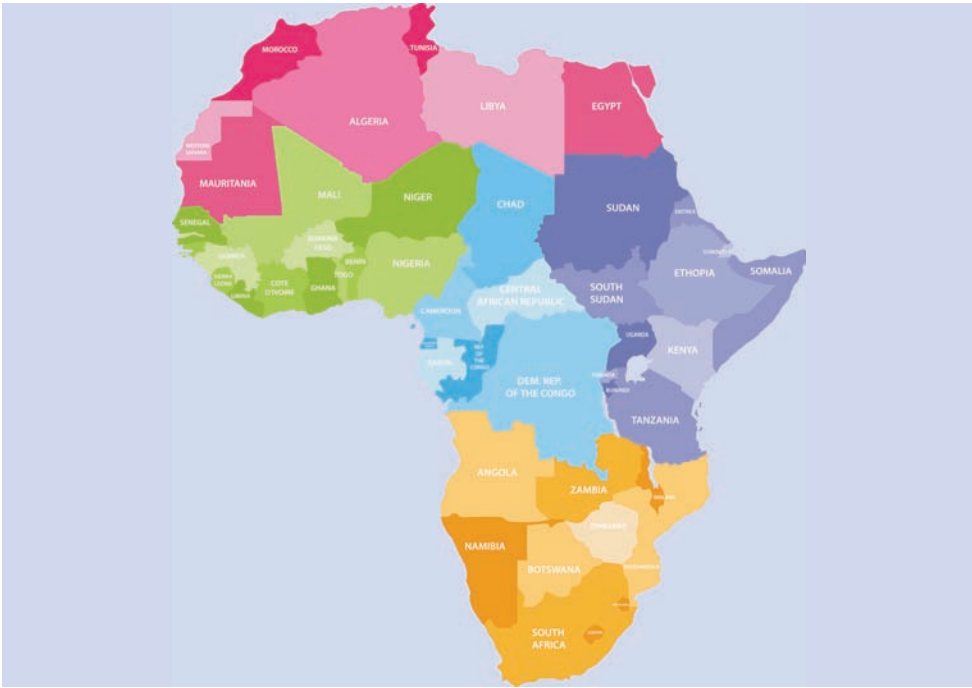 MOROCCO
TUNISIA
ALGERIA
LIBYA
EGYPT
WESTERN
SAHARA
MAURITANIA
MALI
NIGER
CHAD
SUDAN
ERITREA
SENEGAL
GUINEA
BURKINA
FASO
BENIN
TOGO
NIGERIA
SIERRA
LEONE
LIBERIA
COTE
D'IVOIRE
GHANA
ETHIOPIA
SOMALIA
SOUTH
SUDAN
CENTRAL
AFRICAN REPUBLIC
CAMEROON
UGANDA
KENYA
GABON
REP.
OF
THE
CONGO
DEM. REP.
OF THE CONGO
RWANDA
BURUNDI
TANZANIA
ANGOLA
ZAMBIA
MALAWI
ZIMBABWE
NAMIBIA
BOTSWANA
MOZAMBIQUE
SOUTH
AFRICA